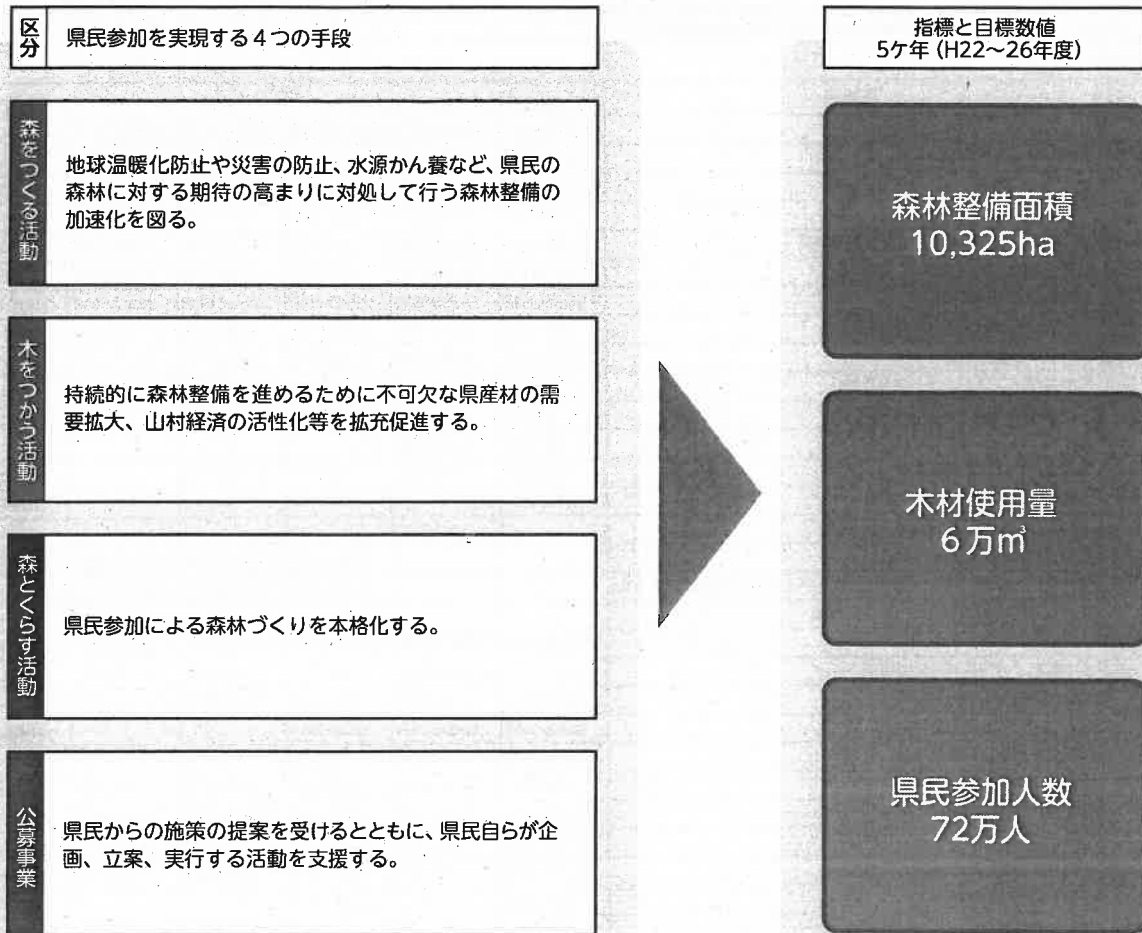 区分
県民参加を実現する4つの手段
森をつくる活動
地球温暖化防止や災害の防止、水源かん養など、県民の
森林に対する期待の高まりに対処して行う森林整備の
加速化を図る。
木をつかう活動
持続的に森林整備を進めるために不可欠な県産材の需
要拡大、山村経済の活性化等を拡充促進する。
森とくらす活動
県民参加による森林づくりを本格化する。
公募事業
県民からの施策の提案を受けるとともに、県民自らが企
画、立案、実行する活動を支援する。
指標と目標数値
5ケ年(H22〜26年度)
森林整備面積
10,325ha
木材使用量
6万㎥
県民参加人数
72万人